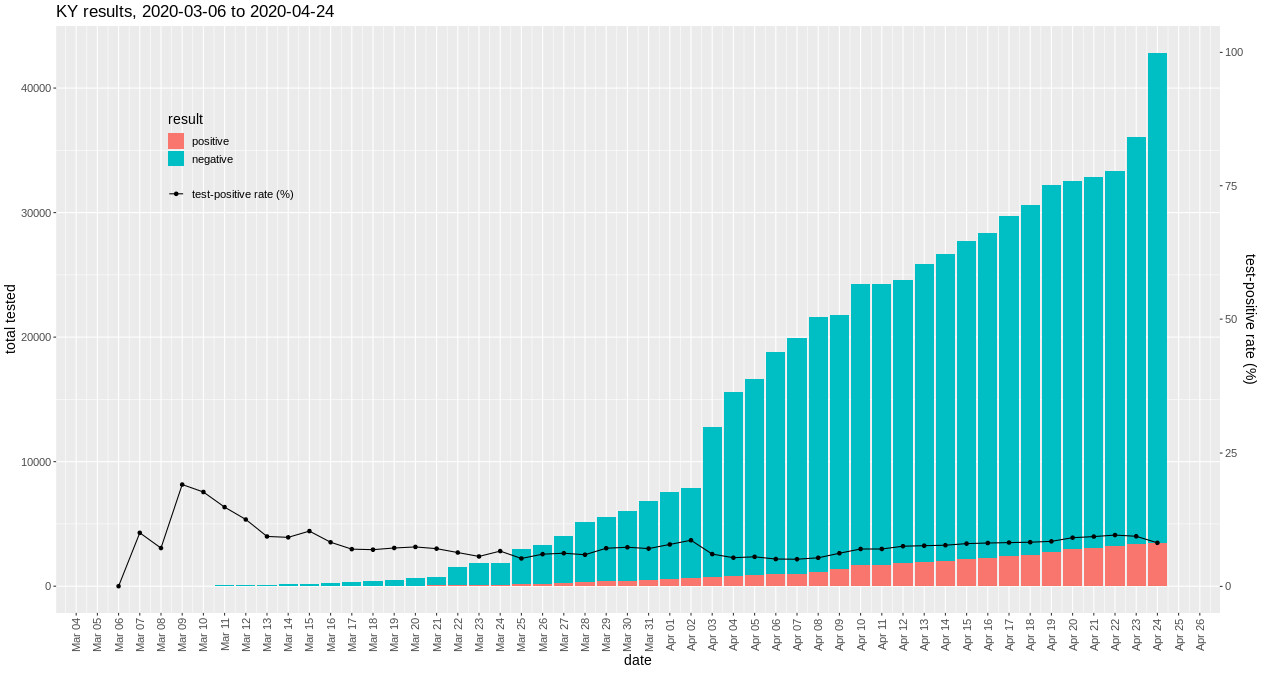 KY results, 2020-03-06 to 2020-04-24
result
positive
negative
test-positive rate (%)
total tested
40000
30000
20000
10000
0
100
75
50
25
0
test-positive rate (%)
Mar 04
Mar 05
Mar 06
Mar 07
Mar 08
Mar 09
Mar 10
Mar 11
Mar 12
Mar 13
Mar 14
Mar 15
Mar 16
Mar 17
Mar 18
Mar 19
Mar 20
Mar 21
Mar 22
Mar 23
Mar 24
Mar 25
Mar 26
Mar 27
Mar 28
Mar 29
Mar 30
Mar 31
Apr 01
Apr 02
Apr 03
Apr 04
Apr 05
Apr 06
Apr 07
Apr 08
Apr 09
Apr 10
Apr 11
Apr 12
Apr 13
Apr 14
Apr 15
Apr 16
Apr 17
Apr 18
Apr 19
Apr 20
Apr 21
Apr 22
Apr 23
Apr 24
Apr 25
Apr 26
date